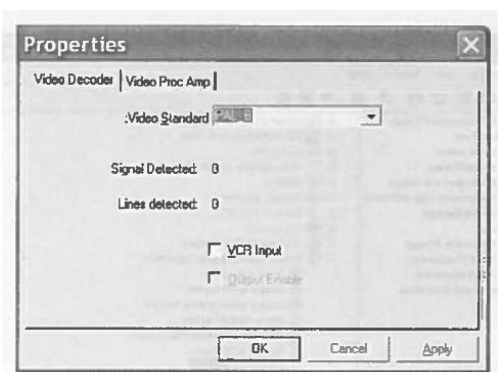 Properties
Video Decoder Video Proc Amp
:Video Standard PAL_B
Signal Detected: 0
Lines detected: 0
VCR Input
Output Enable
OK Cancel Apply